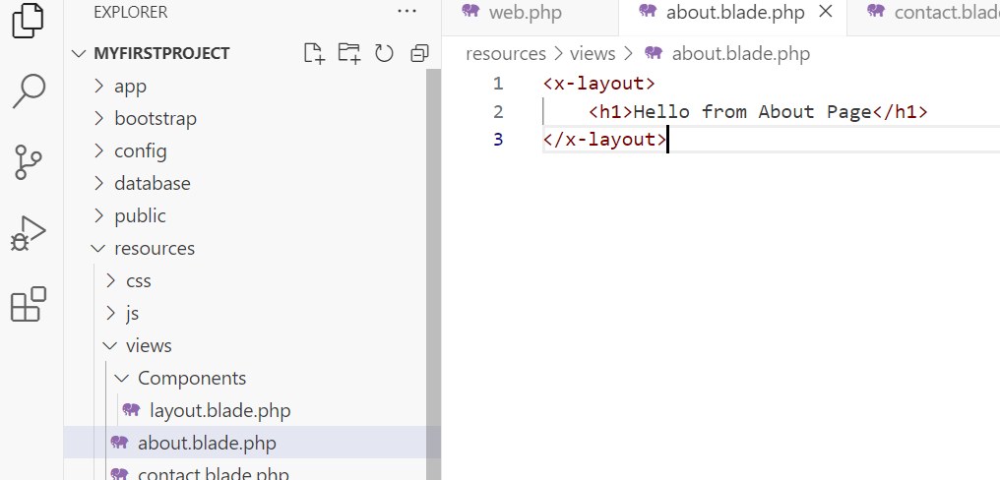 EXPLORER
MYFIRSTPROJECT
app
bootstrap
config
database
public
resources
css
js
views
Components
layout.blade.php
about.blade.php
contact.blade.php
web.php
about.blade.php
contact.blade
resources > views > about.blade.php
1 <x-layout>
2 <h1>Hello from About Page</h1>
3 </x-layout>